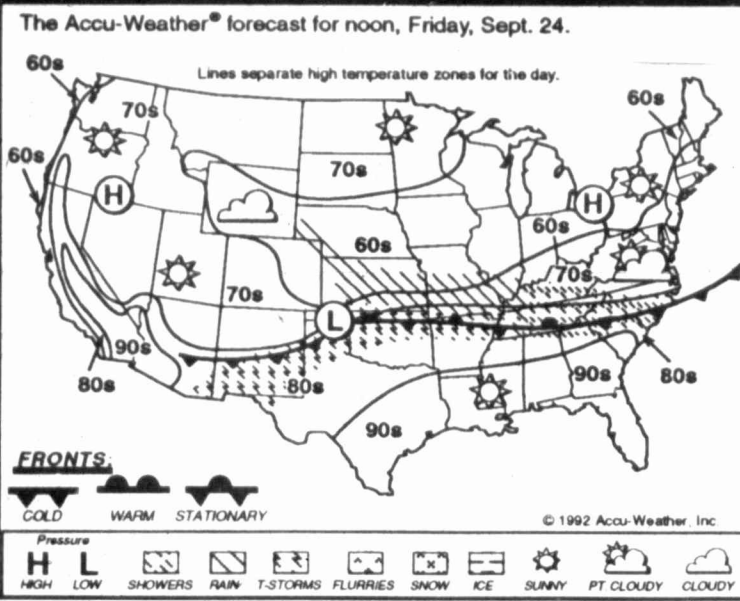 The Accu-Weather® forecast for noon, Friday, Sept. 24.
60s
Lines separate high temperature zones for the day.
70s
60s
60s
70s
H
H
60s
60s
70s
70s
L
90s
80s
80s
90s
80s
90s
FRONTS:
COLD WARM STATIONARY
© 1992 Accu-Weather, Inc.
Pressure
H L
HIGH LOW SHOWERS RAIN T-STORMS FLURRIES SNOW ICE SUNNY PT. CLOUDY CLOUDY